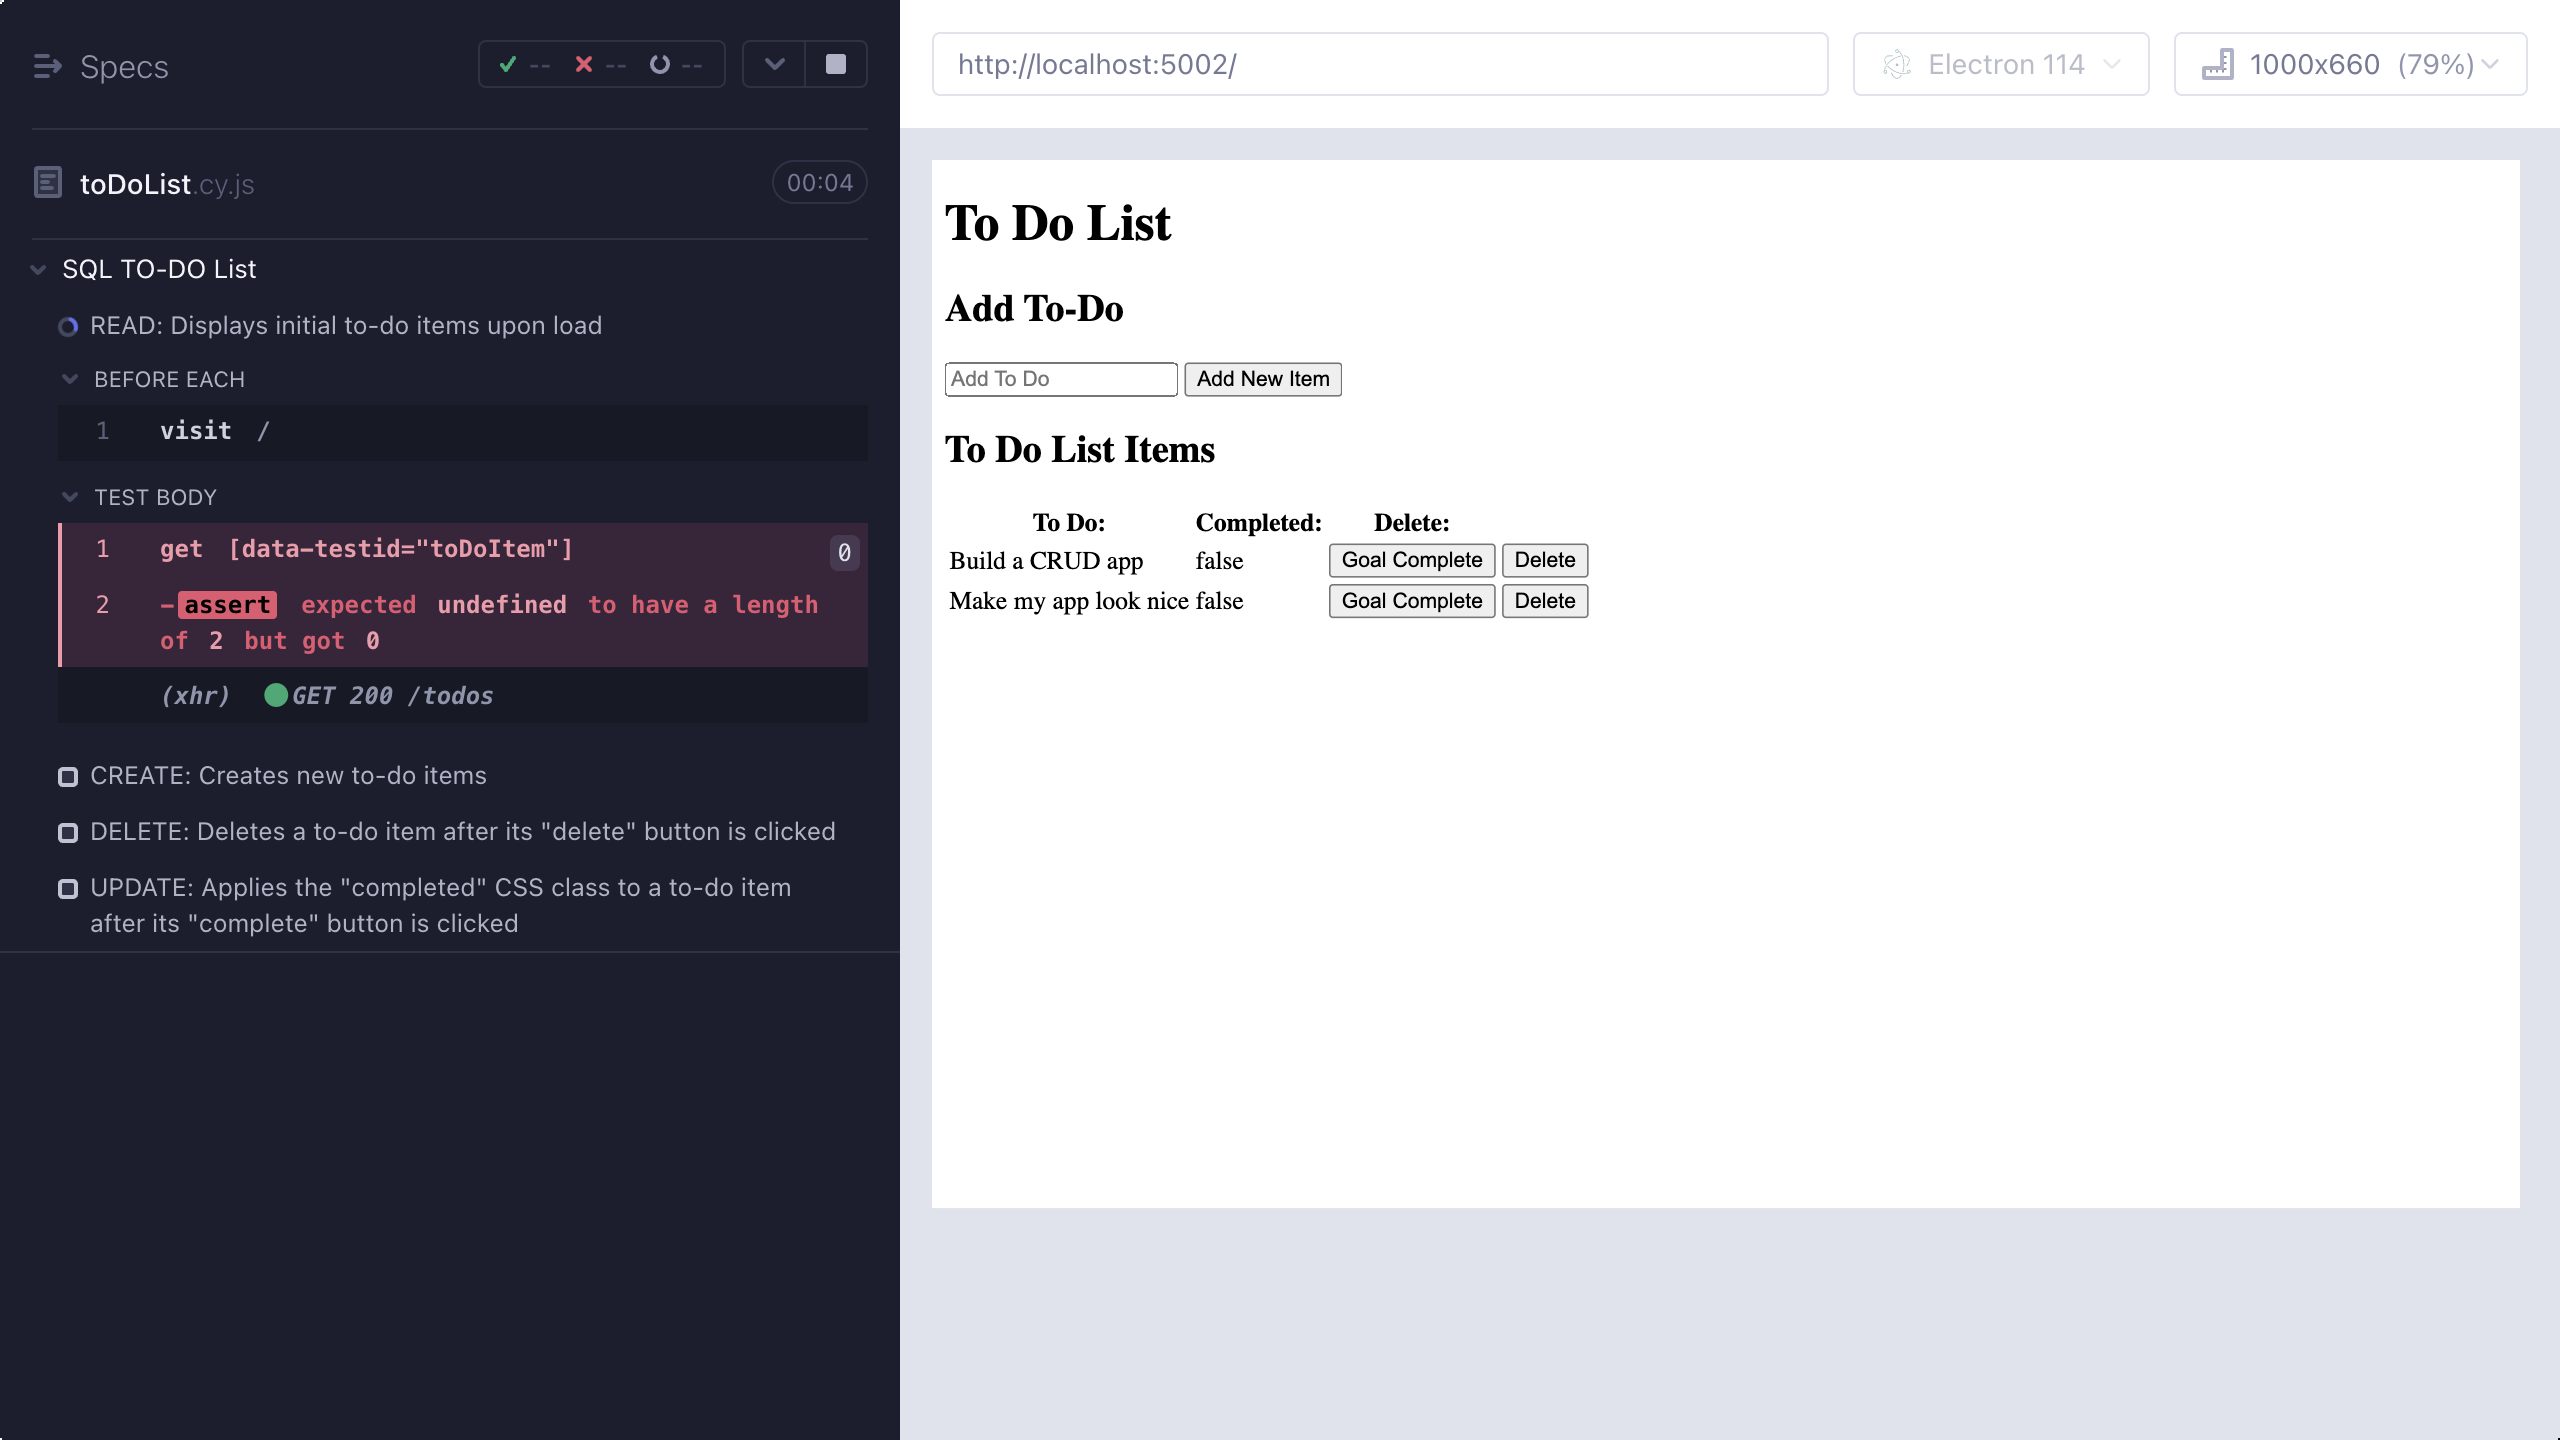 Specs
-- -- --
toDoList.cy.js
00:04
SQL TO-DO List
READ: Displays initial to-do items upon load
BEFORE EACH
1 visit /
TEST BODY
1 get [data-testid="toDoItem"] 0
2 -assert expected undefined to have a length
of 2 but got 0
(xhr) GET 200 /todos
CREATE: Creates new to-do items
DELETE: Deletes a to-do item after its "delete" button is clicked
UPDATE: Applies the "completed" CSS class to a to-do item
after its "complete" button is clicked
http://localhost:5002/
Electron 114
1000x660 (79%)
To Do List
Add To-Do
Add To Do Add New Item
To Do List Items
To Do: Completed: Delete:
Build a CRUD app false Goal Complete Delete
Make my app look nice false Goal Complete Delete